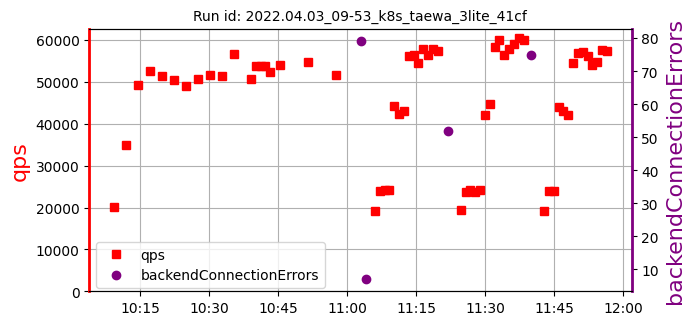 Run id: 2022.04.03_09-53_k8s_taewa_3lite_41cf
60000
50000
40000
30000
20000
10000
0
qps
80
70
60
50
40
30
20
10
backendConnectionErrors
qps
backendConnectionErrors
10:15 10:30 10:45 11:00 11:15 11:30 11:45 12:00